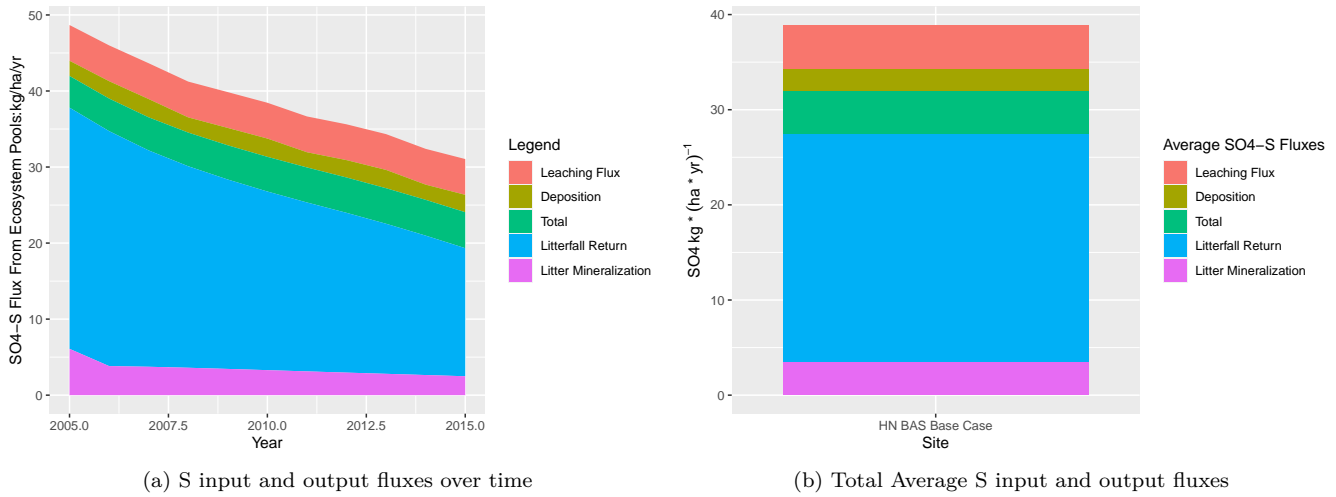 SO4−S Flux From Ecosystem Pools:kg/ha/yr
50
40
30
20
10
0
2005.0 2007.5 2010.0 2012.5 2015.0
Year
Legend
Leaching Flux
Deposition
Total
Litterfall Return
Litter Mineralization
(a) S input and output fluxes over time
SO4 kg * (ha * yr)⁻¹
40
30
20
10
0
HN BAS Base Case
Site
Average SO4−S Fluxes
Leaching Flux
Deposition
Total
Litterfall Return
Litter Mineralization
(b) Total Average S input and output fluxes